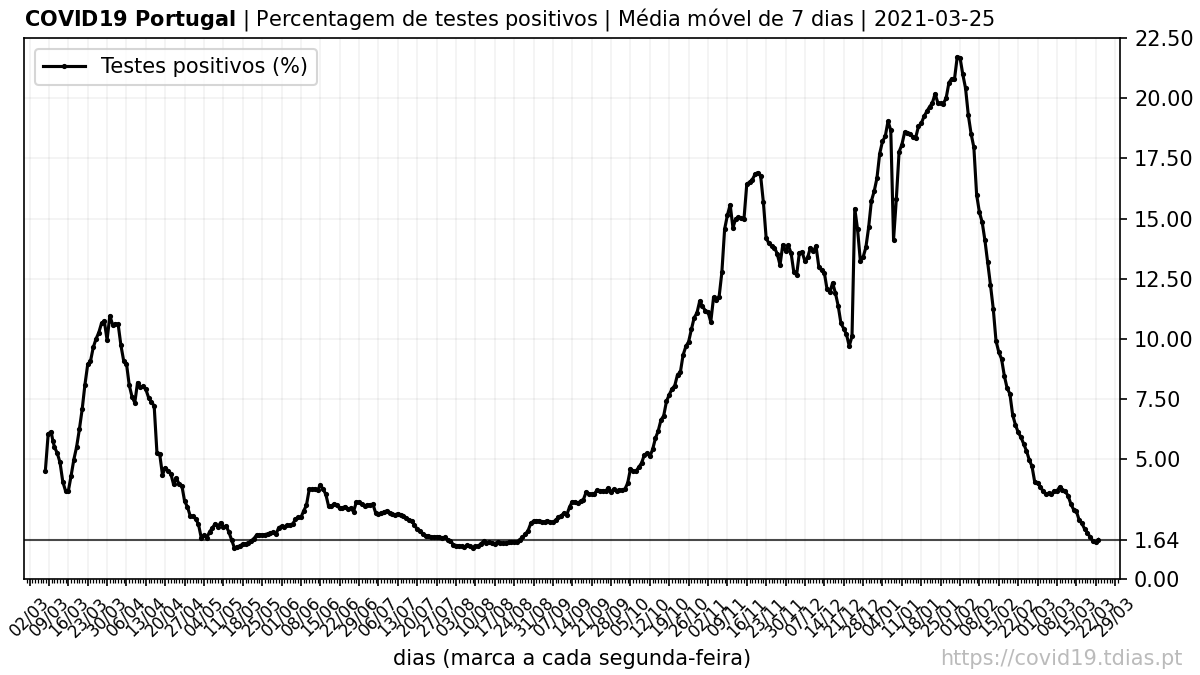 COVID19 Portugal | Percentagem de testes positivos | Média móvel de 7 dias | 2021-03-25
Testes positivos (%)
22.50
20.00
17.50
15.00
12.50
10.00
7.50
5.00
1.64
0.00
02/03 09/03 16/03 23/03 30/03 06/04 13/04 20/04 27/04 04/05 11/05 18/05 25/05 01/06 08/06 15/06 22/06 29/06 06/07 13/07 20/07 27/07 03/08 10/08 17/08 24/08 31/08 07/09 14/09 21/09 28/09 05/10 12/10 19/10 26/10 02/11 09/11 16/11 23/11 30/11 07/12 14/12 21/12 28/12 04/01 11/01 18/01 25/01 01/02 08/02 15/02 22/02 01/03 08/03 15/03 22/03 29/03
dias (marca a cada segunda-feira)
https://covid19.tdias.pt